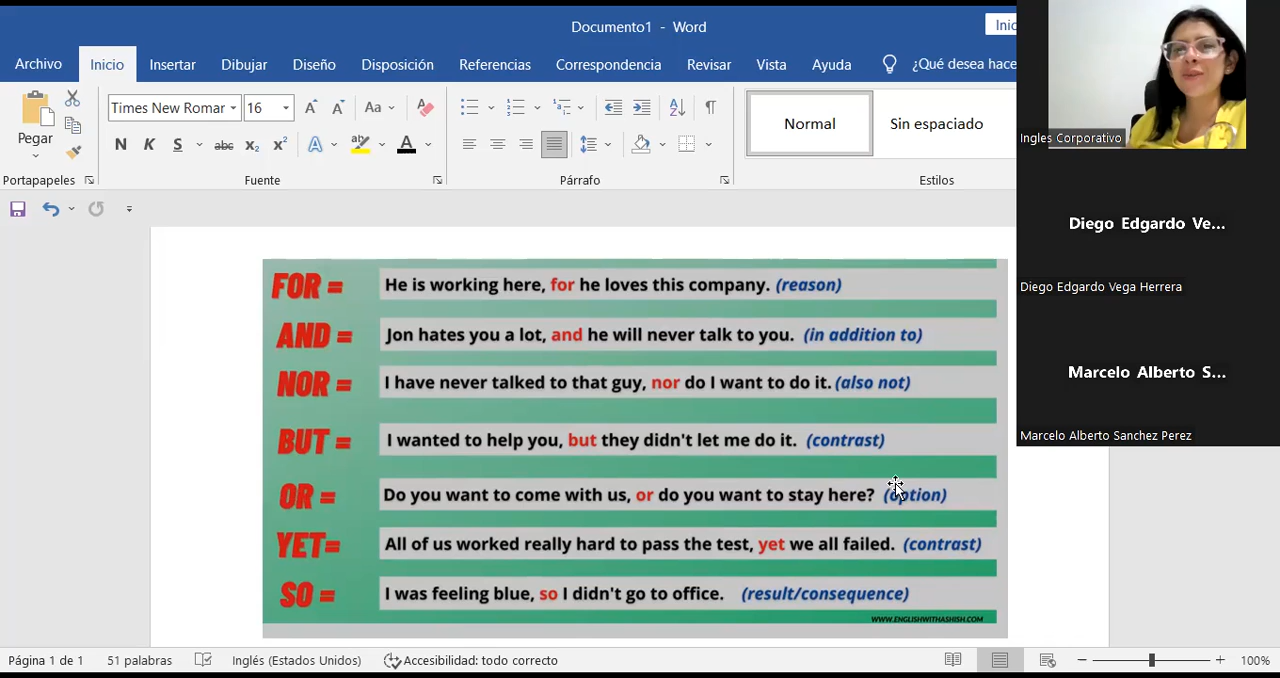 Documento1 - Word
Inic
Archivo Inicio Insertar Dibujar Diseño Disposición Referencias Correspondencia Revisar Vista Ayuda ¿Qué desea hace
Pegar
Times New Romar 16
Aa
N K S abc x₂ x² A aby A
Normal
Sin espaciado
Portapapeles Fuente Párrafo Estilos
Ingles Corporativo
Diego Edgardo Ve...
Diego Edgardo Vega Herrera
Marcelo Alberto S...
Marcelo Alberto Sanchez Perez
FOR = He is working here, for he loves this company. (reason)
AND = Jon hates you a lot, and he will never talk to you. (in addition to)
NOR = I have never talked to that guy, nor do I want to do it. (also not)
BUT = I wanted to help you, but they didn't let me do it. (contrast)
OR = Do you want to come with us, or do you want to stay here? (option)
YET= All of us worked really hard to pass the test, yet we all failed. (contrast)
SO = I was feeling blue, so I didn't go to office. (result/consequence)
WWW.ENGLISHWITHASHISH.COM
Página 1 de 1 51 palabras Inglés (Estados Unidos) Accesibilidad: todo correcto 100%